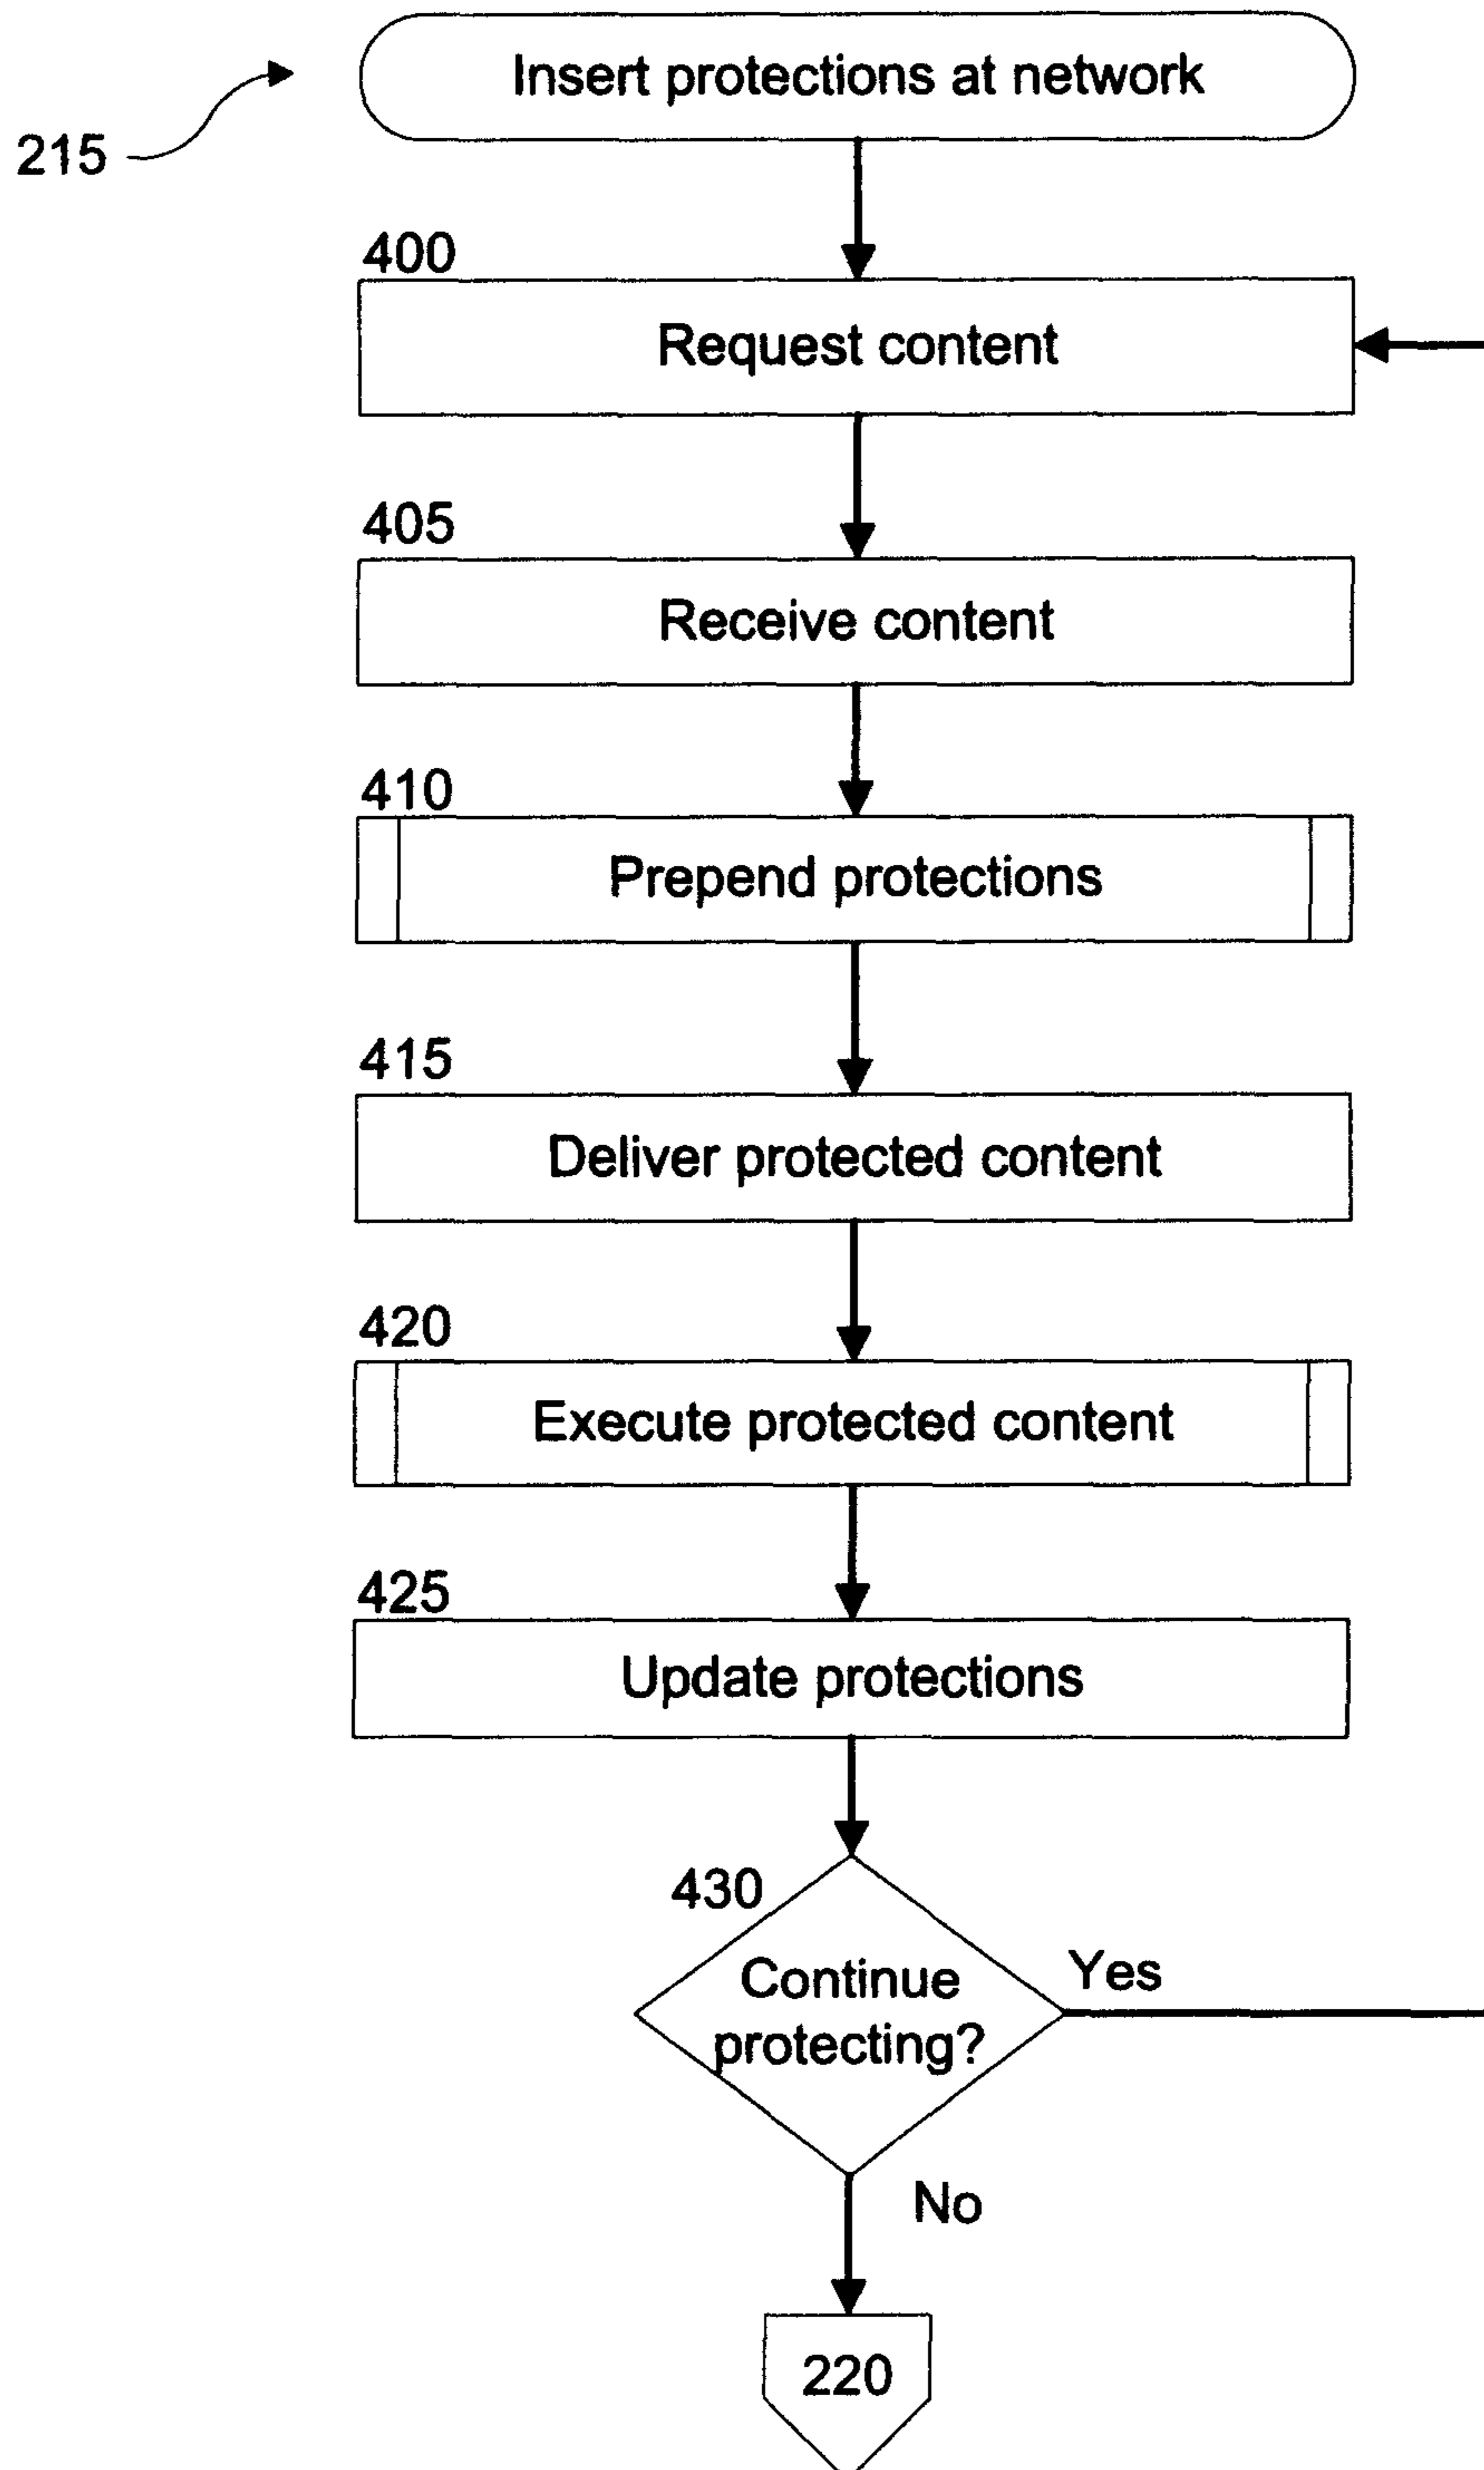 Insert protections at network
215
400
Request content
405
Receive content
410
Prepend protections
415
Deliver protected content
420
Execute protected content
425
Update protections
430
Continue
protecting?
Yes
No
220